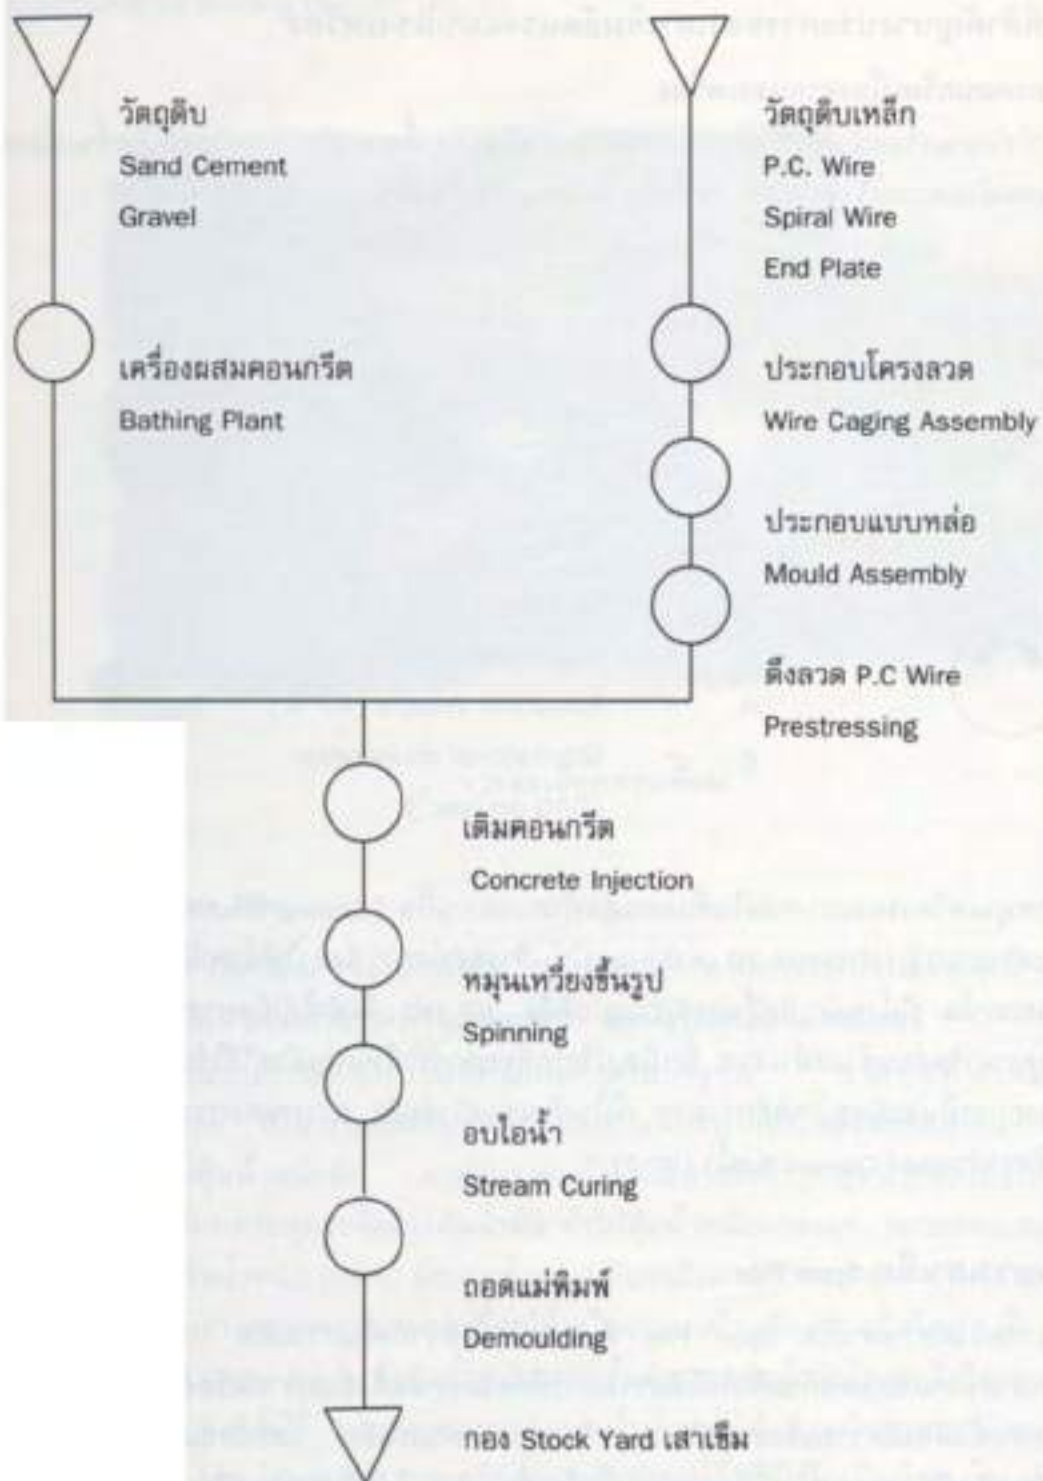 วัตถุดิบ
Sand Cement
Gravel
เครื่องผสมคอนกรีต
Bathing Plant
วัตถุดิบเหล็ก
P.C. Wire
Spiral Wire
End Plate
ประกอบโครงลวด
Wire Caging Assembly
ประกอบแบบหล่อ
Mould Assembly
ดึงลวด P.C Wire
Prestressing
เติมคอนกรีต
Concrete Injection
หมุนเหวี่ยงขึ้นรูป
Spinning
อบไอน้ำ
Stream Curing
ถอดแม่พิมพ์
Demoulding
กอง Stock Yard เสาเข็ม